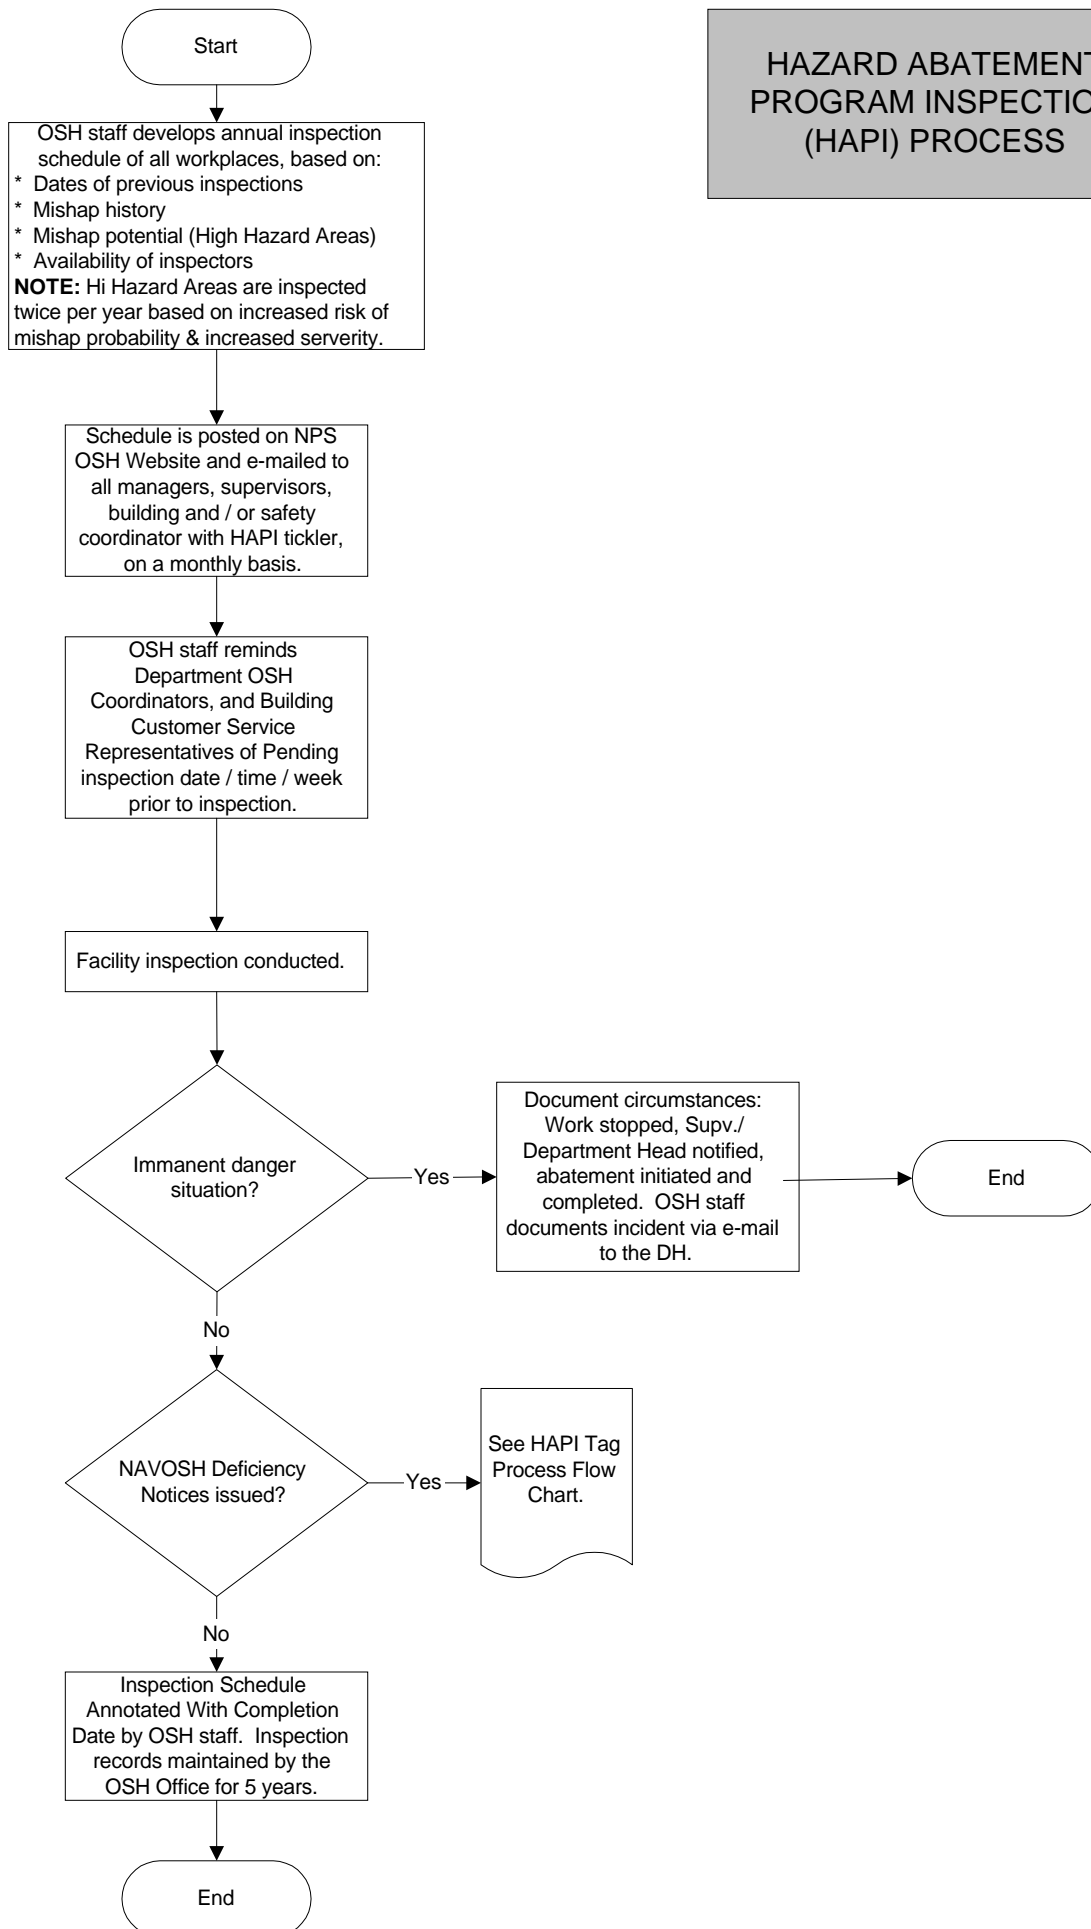 Start
HAZARD ABATEMENT
PROGRAM INSPECTIO
(HAPI) PROCESS
OSH staff develops annual inspection
schedule of all workplaces, based on:
* Dates of previous inspections
* Mishap history
* Mishap potential (High Hazard Areas)
* Availability of inspectors
NOTE: Hi Hazard Areas are inspected
twice per year based on increased risk of
mishap probability & increased serverity.
Schedule is posted on NPS
OSH Website and e-mailed to
all managers, supervisors,
building and / or safety
coordinator with HAPI tickler,
on a monthly basis.
OSH staff reminds
Department OSH
Coordinators, and Building
Customer Service
Representatives of Pending
inspection date / time / week
prior to inspection.
Facility inspection conducted.
Immanent danger
situation?
Yes
Document circumstances:
Work stopped, Supv./
Department Head notified,
abatement initiated and
completed. OSH staff
documents incident via e-mail
to the DH.
End
No
NAVOSH Deficiency
Notices issued?
Yes
See HAPI Tag
Process Flow
Chart.
No
Inspection Schedule
Annotated With Completion
Date by OSH staff. Inspection
records maintained by the
OSH Office for 5 years.
End